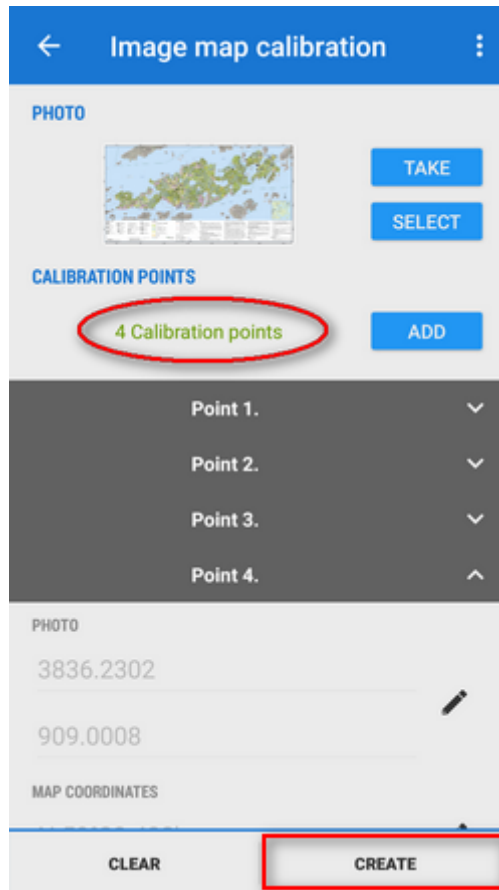 Image map calibration
PHOTO
TAKE
SELECT
CALIBRATION POINTS
4 Calibration points
ADD
Point 1.
Point 2.
Point 3.
Point 4.
PHOTO
3836.2302
909.0008
MAP COORDINATES
CLEAR
CREATE